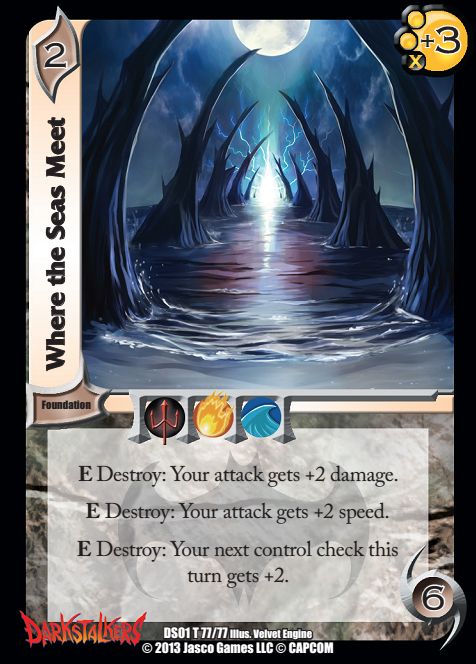 2
+3
X
Where the Seas Meet
Foundation
E Destroy: Your attack gets +2 damage.
E Destroy: Your attack gets +2 speed.
E Destroy: Your next control check this
turn gets +2.
6
DARKSTALKERS
DS01 T 77/77 Illus. Velvet Engine
© 2013 Jasco Games LLC © CAPCOM